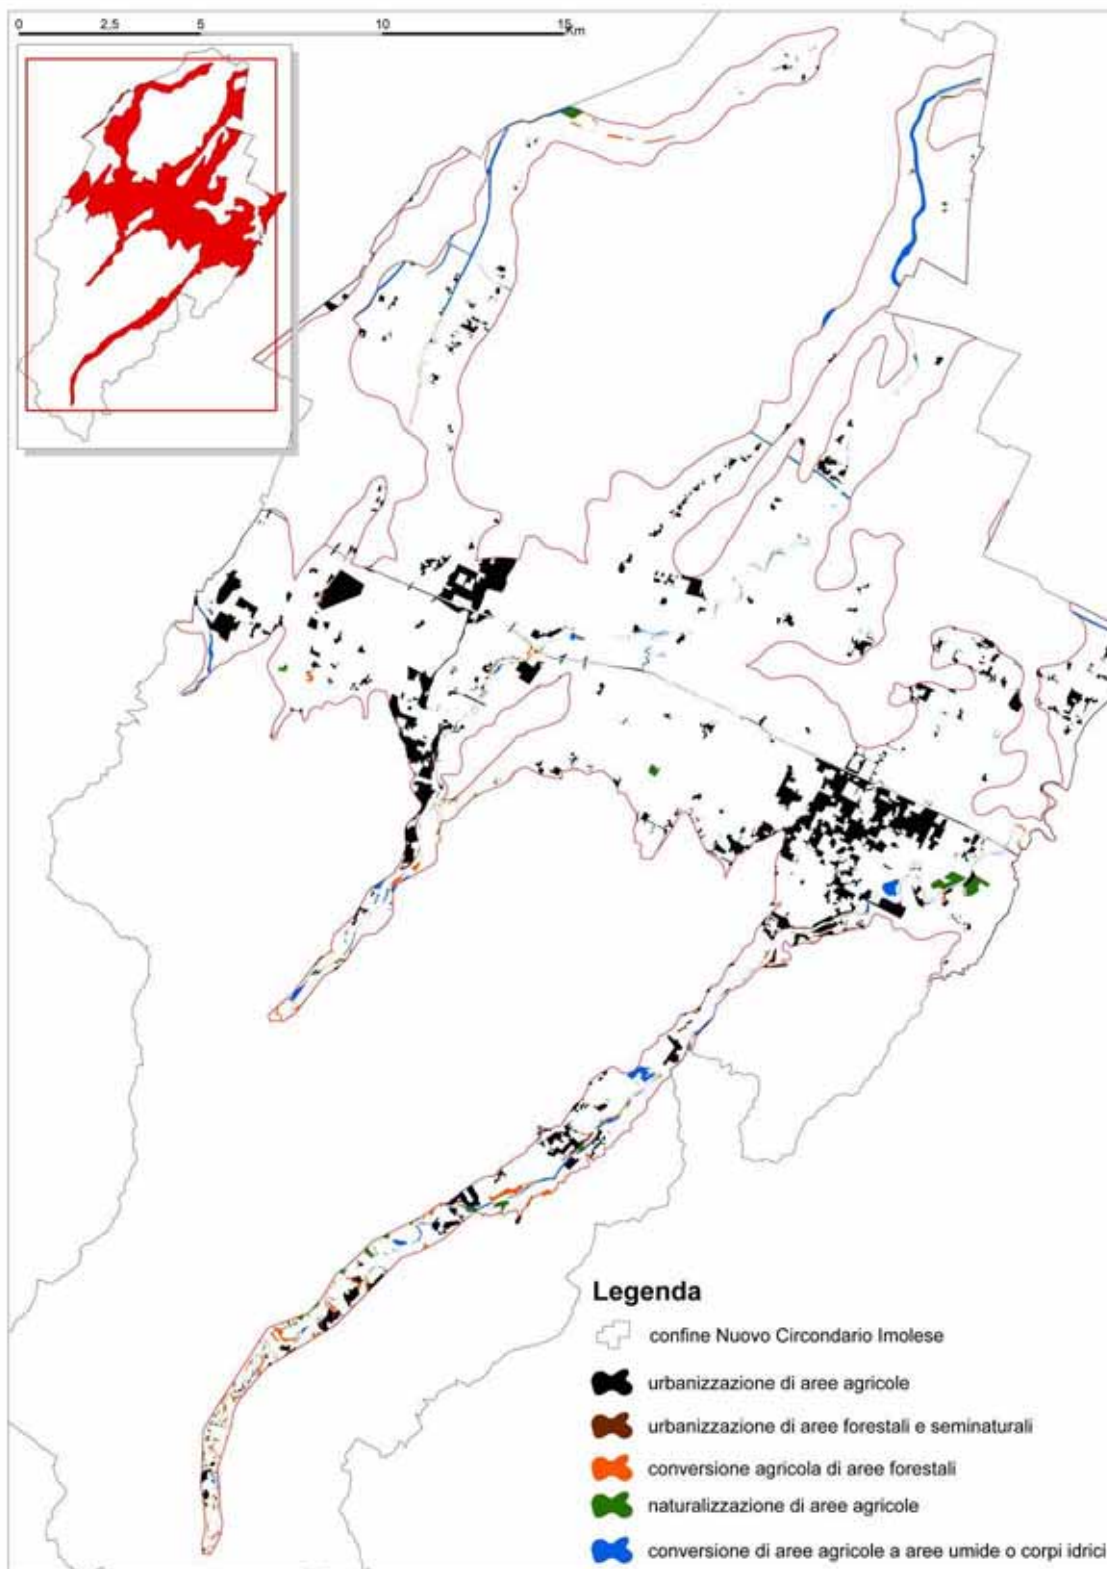 0 2,5 5 10 15 Km
Legenda
confine Nuovo Circondario Imolese
urbanizzazione di aree agricole
urbanizzazione di aree forestali e seminaturali
conversione agricola di aree forestali
naturalizzazione di aree agricole
conversione di aree agricole a aree umide o corpi idrici